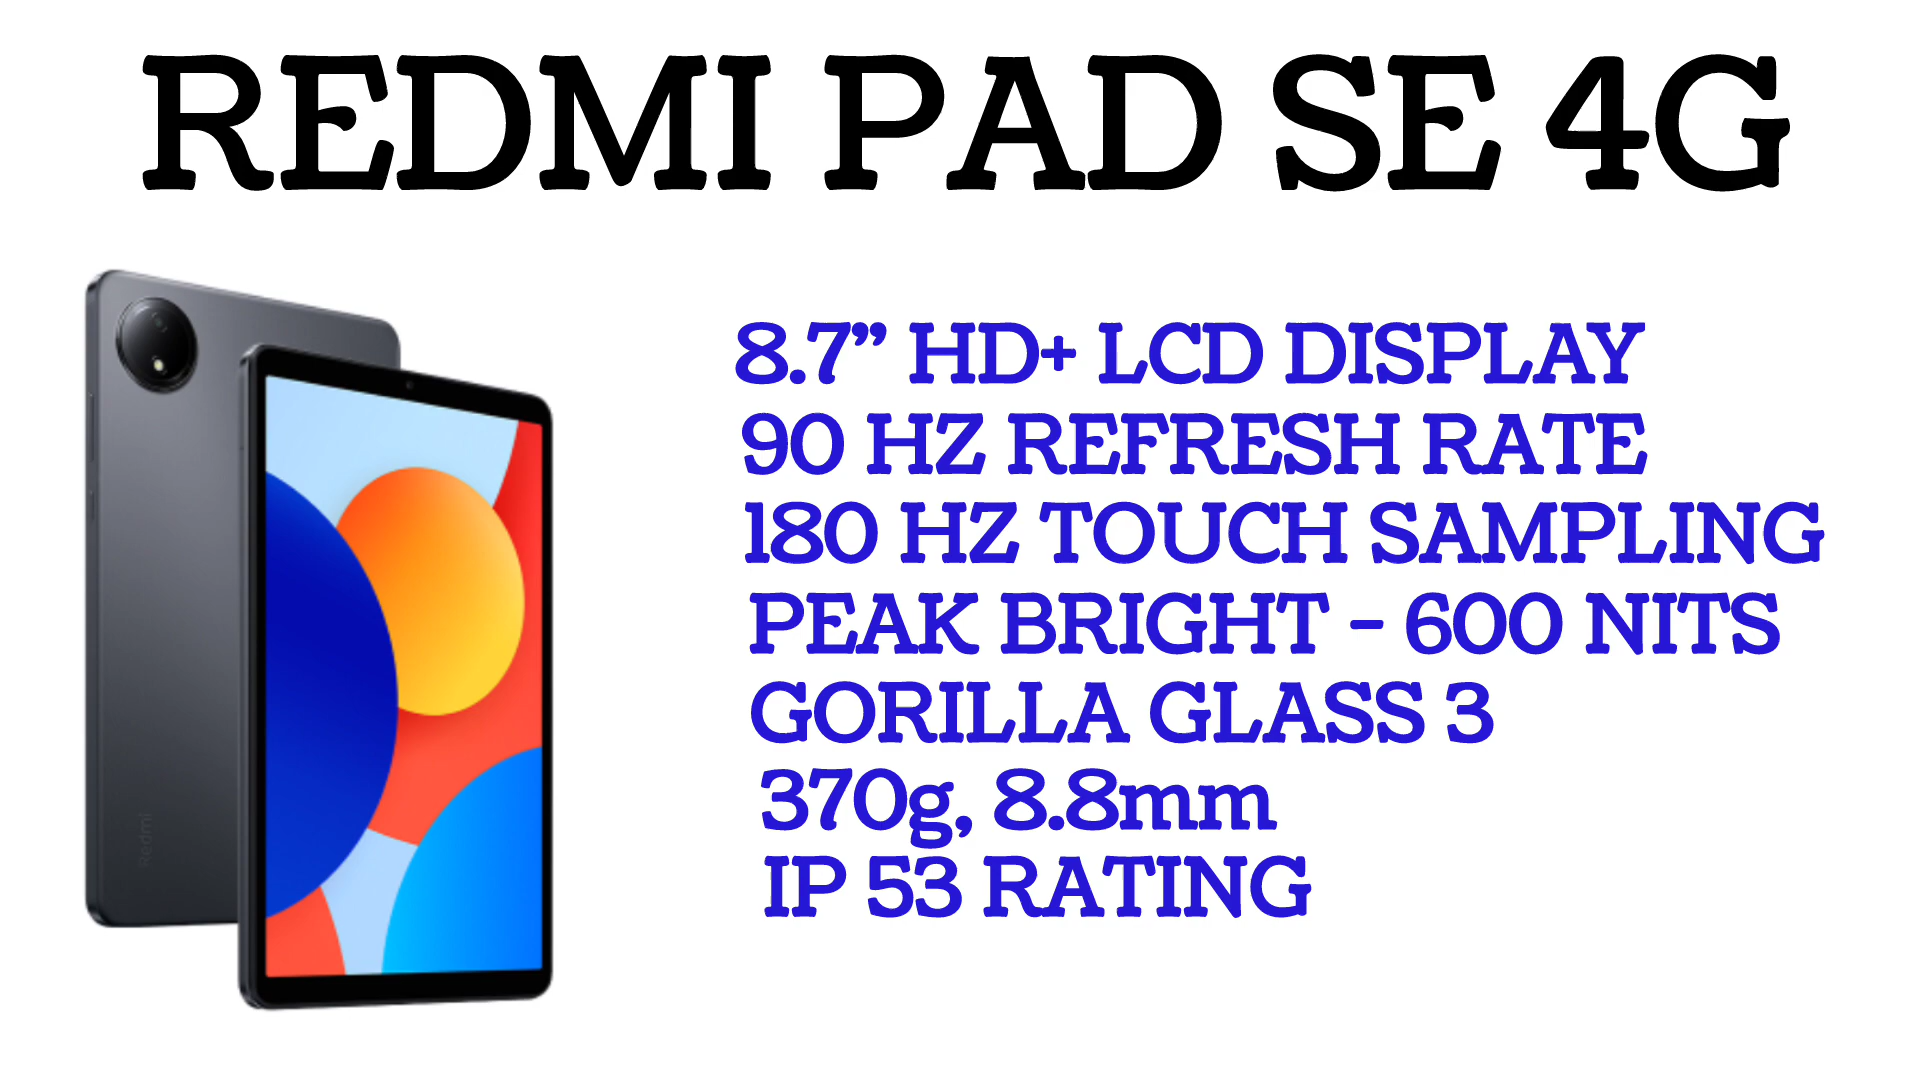 REDMI PAD SE 4G
8.7” HD+ LCD DISPLAY
90 HZ REFRESH RATE
180 HZ TOUCH SAMPLING
PEAK BRIGHT - 600 NITS
GORILLA GLASS 3
370g, 8.8mm
IP 53 RATING
Redmi